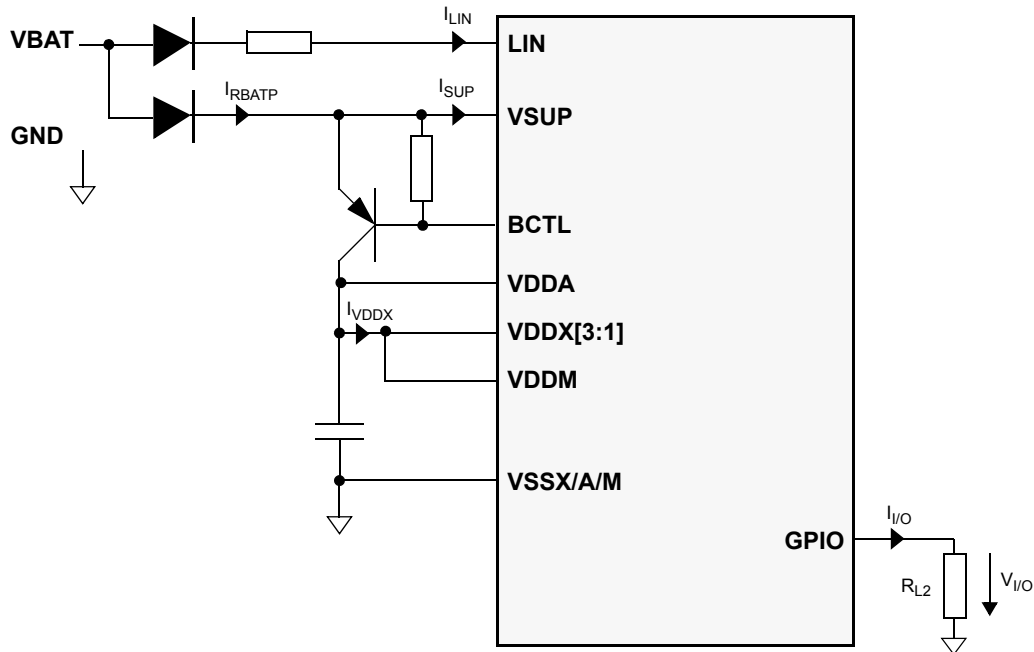 I_LIN
VBAT
LIN
I_RBATP
I_SUP
VSUP
GND
BCTL
VDDA
I_VDDX
VDDX[3:1]
VDDM
VSSX/A/M
I_I/O
GPIO
R_L2
V_I/O